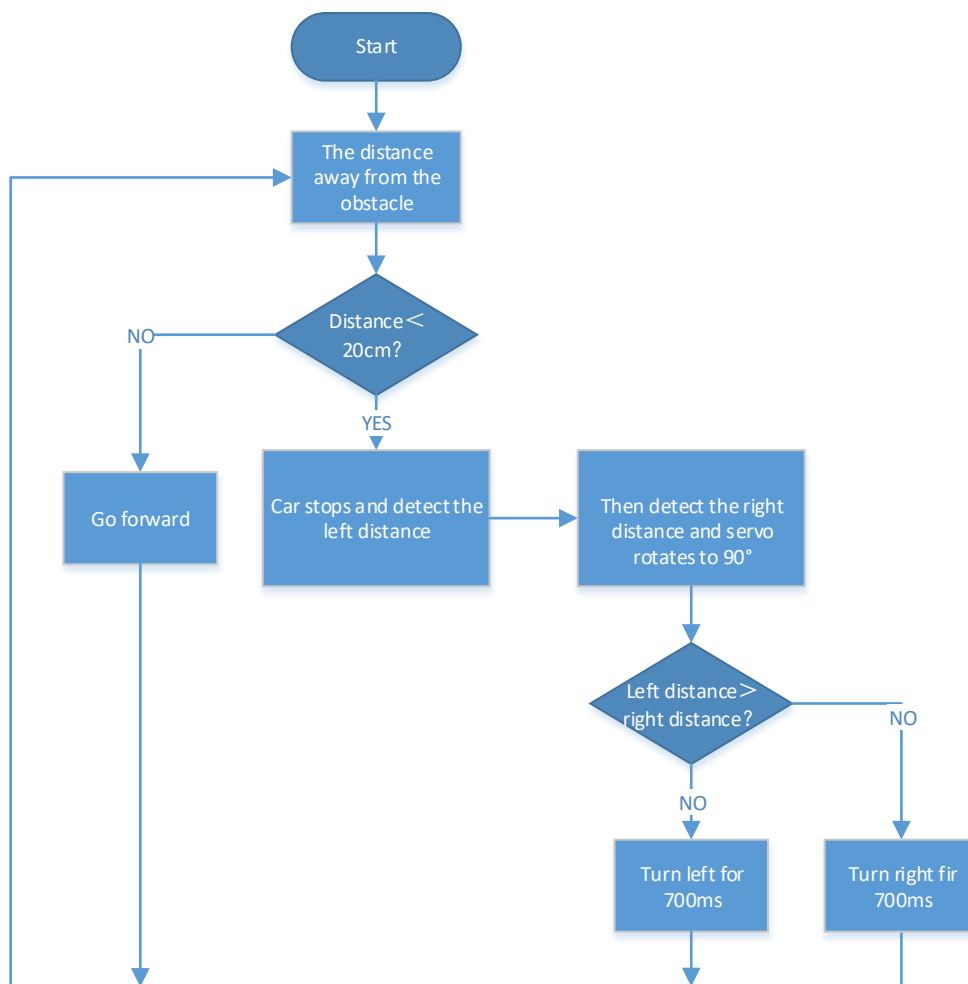 Start
The distance
away from the
obstacle
Distance＜
20cm?
NO
YES
Go forward
Car stops and detect the
left distance
Then detect the right
distance and servo
rotates to 90°
Left distance＞
right distance?
NO
NO
Turn left for
700ms
Turn right fir
700ms